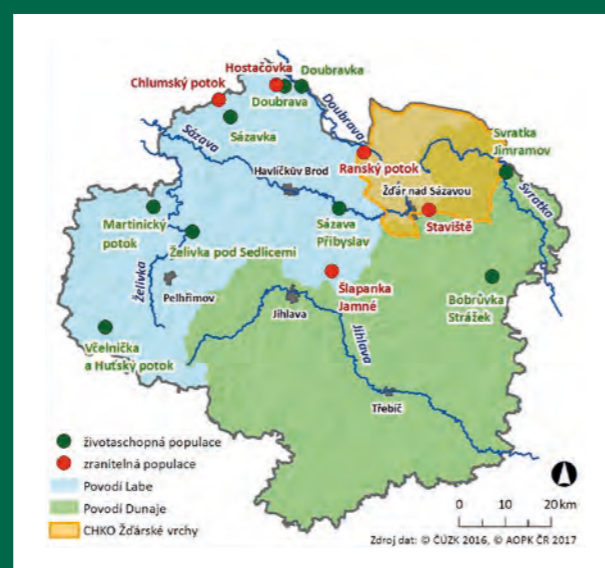 Hostačovka
Doubravka
Chlumský potok
Doubrava
Doubrava
Sázavka
Sázava
Svratka
Jimramov
Ranský potok
Havlíčkův Brod
Žďár nad Sázavou
Svratka
Martinický
potok
Sázava
Přibyslav
Staviště
Želivka pod Sedlicemi
Želivka
Šlapanka
Jamné
Bobrůvka
Strážek
Pelhřimov
Jihlava
Jihlava
Včelnička
a Huťský potok
Třebíč
životaschopná populace
zranitelná populace
Povodí Labe
Povodí Dunaje
CHKO Žďárské vrchy
0 10 20 km
Zdroj dat: © ČÚZK 2016, © AOPK ČR 2017